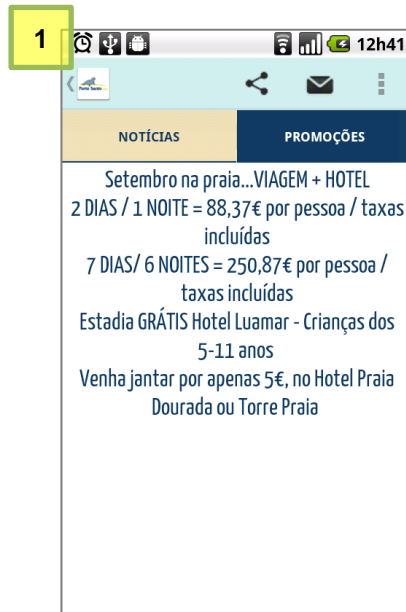 1
12h41
Porto Santo
NOTÍCIAS
PROMOÇÕES
Setembro na praia...VIAGEM + HOTEL
2 DIAS / 1 NOITE = 88,37€ por pessoa / taxas
incluídas
7 DIAS/ 6 NOITES = 250,87€ por pessoa /
taxas incluídas
Estadia GRÁTIS Hotel Luamar - Crianças dos
5-11 anos
Venha jantar por apenas 5€, no Hotel Praia
Dourada ou Torre Praia